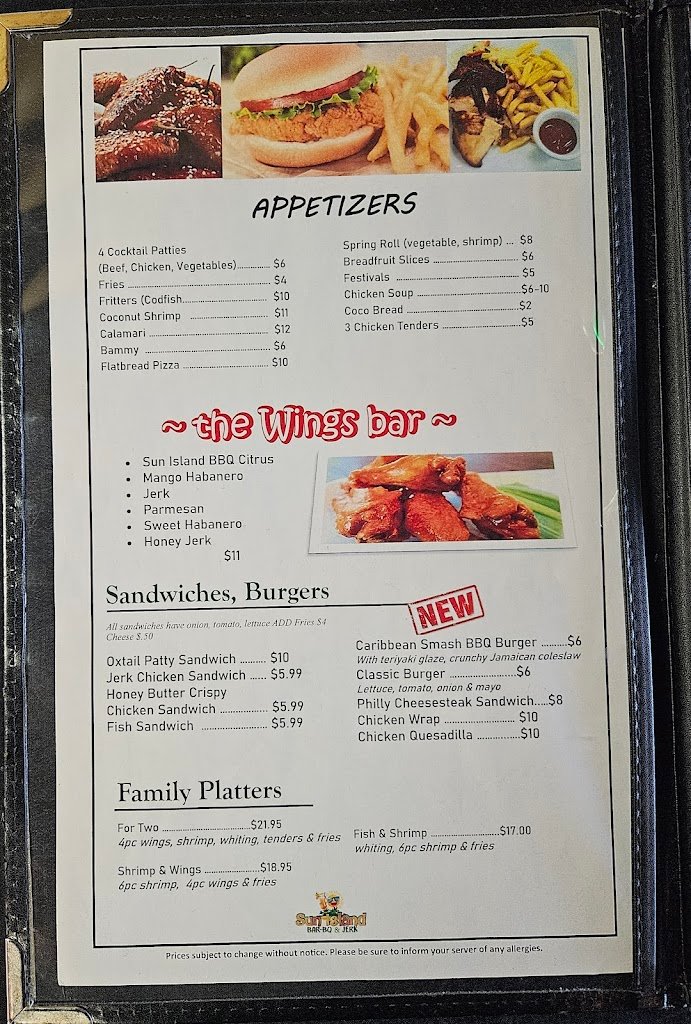 APPETIZERS
4 Cocktail Patties
(Beef, Chicken, Vegetables).............. $6
Fries ................................................ $4
Fritters (Codfish............................ $10
Coconut Shrimp ......................... $11
Calamari ....................................... $12
Bammy ......................................... $6
Flatbread Pizza ............................ $10
Spring Roll (vegetable, shrimp) ... $8
Breadfruit Slices ............................ $6
Festivals ........................................ $5
Chicken Soup ..................................$6-10
Coco Bread .....................................$2
3 Chicken Tenders ..........................$5
~ the Wings bar ~
• Sun Island BBQ Citrus
• Mango Habanero
• Jerk
• Parmesan
• Sweet Habanero
• Honey Jerk
$11
Sandwiches, Burgers
NEW
All sandwiches have onion, tomato, lettuce ADD Fries $4
Cheese $.50
Oxtail Patty Sandwich .......... $10
Jerk Chicken Sandwich ...... $5.99
Honey Butter Crispy
Chicken Sandwich .................. $5.99
Fish Sandwich ........................ $5.99
Caribbean Smash BBQ Burger ..........$6
With teriyaki glaze, crunchy Jamaican coleslaw
Classic Burger .........................$6
Lettuce, tomato, onion & mayo
Philly Cheesesteak Sandwich.....$8
Chicken Wrap .......................... $10
Chicken Quesadilla ................$10
Family Platters
For Two .................................$21.95
4pc wings, shrimp, whiting, tenders & fries
Shrimp & Wings .......................$18.95
6pc shrimp, 4pc wings & fries
Fish & Shrimp .........................$17.00
whiting, 6pc shrimp & fries
Sun Island
BAR-BQ & JERK
Prices subject to change without notice. Please be sure to inform your server of any allergies.